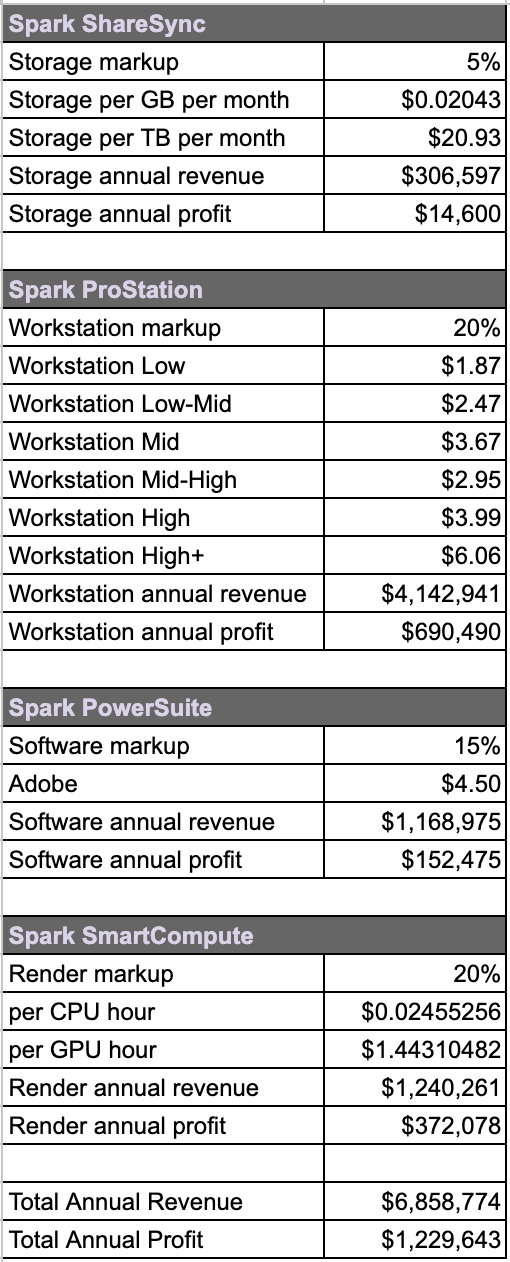 Spark ShareSync
Storage markup 5%
Storage per GB per month $0.02043
Storage per TB per month $20.93
Storage annual revenue $306,597
Storage annual profit $14,600
Spark ProStation
Workstation markup 20%
Workstation Low $1.87
Workstation Low-Mid $2.47
Workstation Mid $3.67
Workstation Mid-High $2.95
Workstation High $3.99
Workstation High+ $6.06
Workstation annual revenue $4,142,941
Workstation annual profit $690,490
Spark PowerSuite
Software markup 15%
Adobe $4.50
Software annual revenue $1,168,975
Software annual profit $152,475
Spark SmartCompute
Render markup 20%
per CPU hour $0.02455256
per GPU hour $1.44310482
Render annual revenue $1,240,261
Render annual profit $372,078
Total Annual Revenue $6,858,774
Total Annual Profit $1,229,643